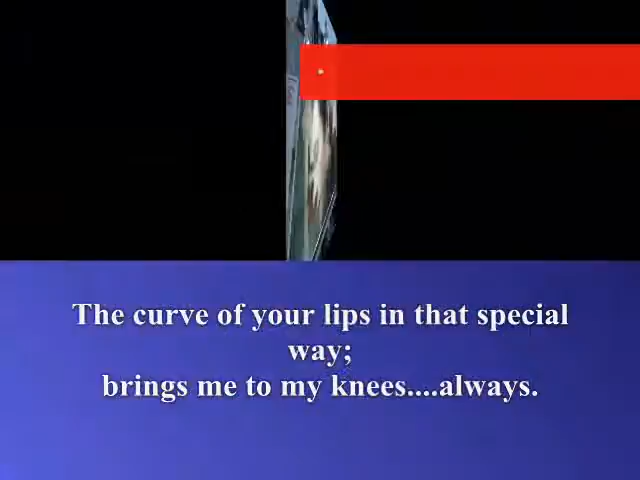 The curve of your lips in that special
way;
brings me to my knees....always.